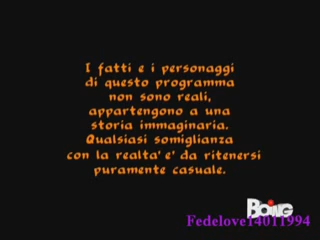 I fatti e i personaggi
di questo programma
non sono reali,
appartengono a una
storia immaginaria.
Qualsiasi somiglianza
con la realta' e' da ritenersi
puramente casuale.
BOING
Fedelove14011994